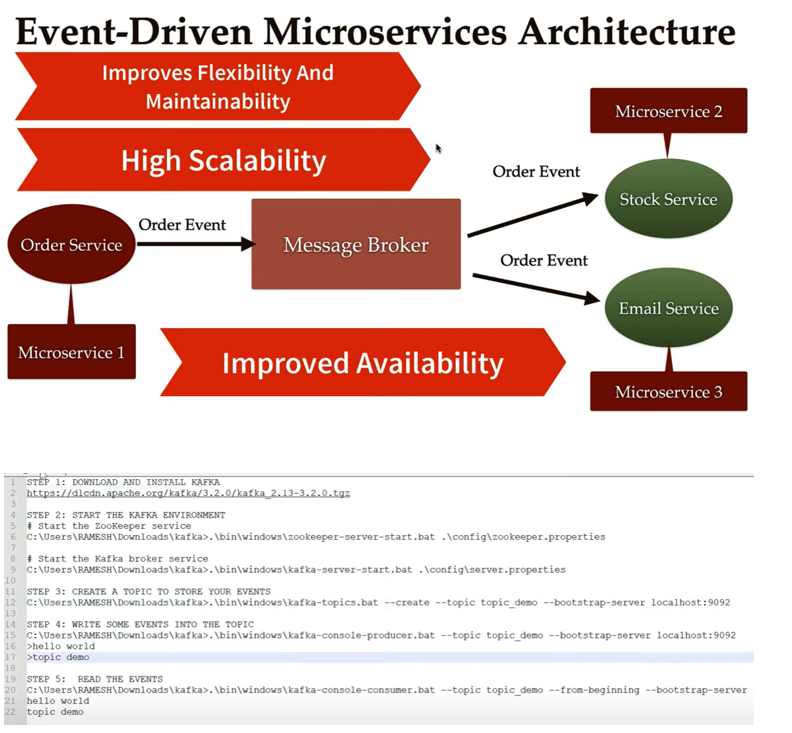 Event-Driven Microservices Architecture
Improves Flexibility And
Maintainability
High Scalability
Microservice 2
Order Event
Stock Service
Order Service
Order Event
Message Broker
Order Event
Email Service
Microservice 1
Improved Availability
Microservice 3
1 STEP 1: DOWNLOAD AND INSTALL KAFKA
2 https://dlcdn.apache.org/kafka/3.2.0/kafka_2.13-3.2.0.tgz
3
4 STEP 2: START THE KAFKA ENVIRONMENT
5 # Start the ZooKeeper service
6 C:\Users\RAMESH\Downloads\kafka>.\bin\windows\zookeeper-server-start.bat .\config\zookeeper.properties
7
8 # Start the Kafka broker service
9 C:\Users\RAMESH\Downloads\kafka>.\bin\windows\kafka-server-start.bat .\config\server.properties
10
11 STEP 3: CREATE A TOPIC TO STORE YOUR EVENTS
12 C:\Users\RAMESH\Downloads\kafka>.\bin\windows\kafka-topics.bat --create --topic topic_demo --bootstrap-server localhost:9092
13
14 STEP 4: WRITE SOME EVENTS INTO THE TOPIC
15 C:\Users\RAMESH\Downloads\kafka>.\bin\windows\kafka-console-producer.bat --topic topic_demo --bootstrap-server localhost:9092
16 >hello world
17 >topic demo
18
19 STEP 5:  READ THE EVENTS
20 C:\Users\RAMESH\Downloads\kafka>.\bin\windows\kafka-console-consumer.bat --topic topic_demo --from-beginning --bootstrap-server
21 hello world
22 topic demo